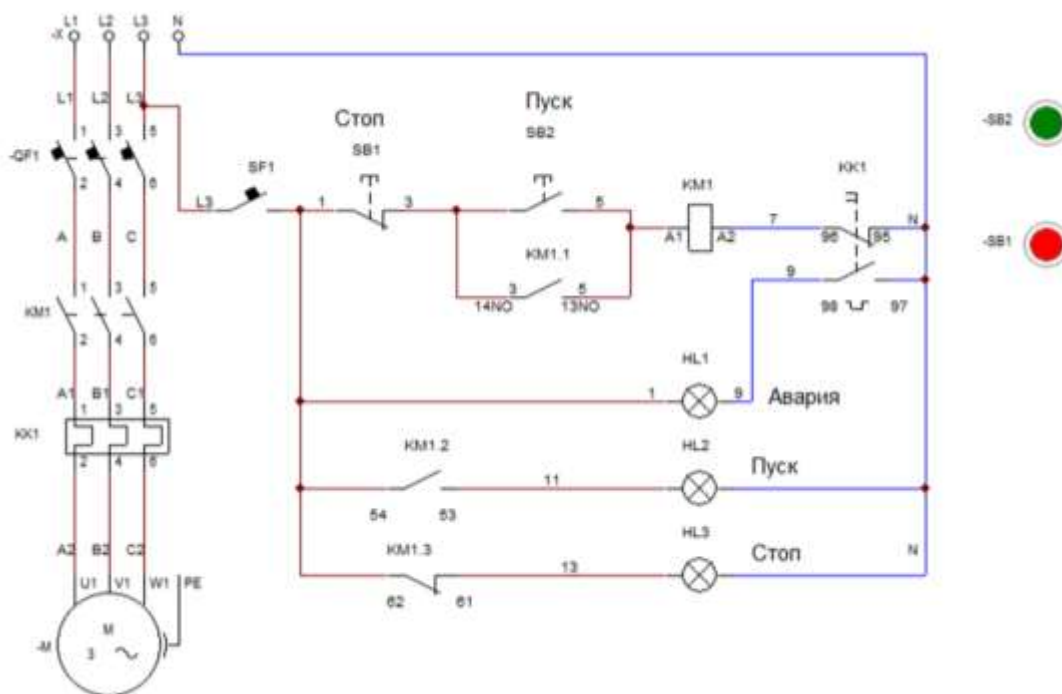 L1 L2 L3 N
-X
L1 L2 L3
1 3 5
-QF1
2 4 6
A B C
1 3 5
KM1
2 4 6
A1 B1 C1
1 3 5
KK1
2 4 6
A2 B2 C2
U1 V1 W1 PE
-M
M
3
L3
SF1
1
Стоп
SB1
3
Пуск
SB2
5
KM1.1
3 5
14NO 13NO
KM1
A1 A2
7
KK1
96 95
N
9
98 97
1
HL1
9
Авария
KM1.2
54 53
11
HL2
Пуск
KM1.3
62 61
13
HL3
Стоп
N
-SB2
-SB1